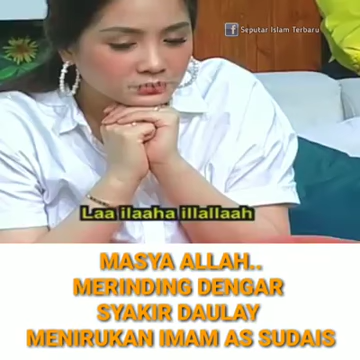 Seputar Islam Terbaru
Laa ilaaha illallaah
MASYA ALLAH..
MERINDING DENGAR
SYAKIR DAULAY
MENIRUKAN IMAM AS SUDAIS